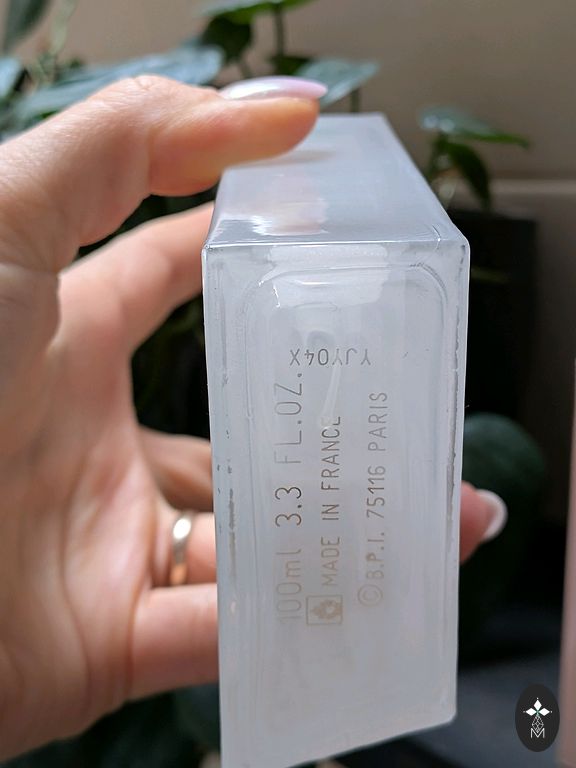 100ml 3.3 FL.OZ.
MADE IN FRANCE
©B.P.I. 75116 PARIS
YJY04X
M